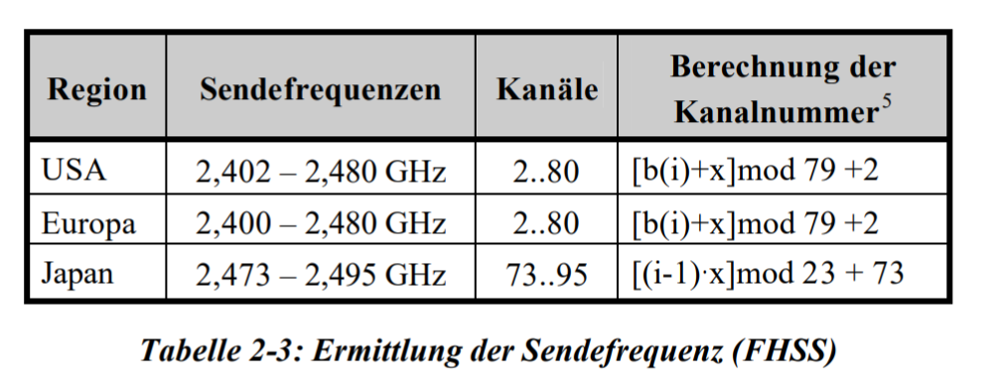 Region Sendefrequenzen Kanäle Berechnung der Kanalnummer⁵
USA 2,402 – 2,480 GHz 2..80 [b(i)+x]mod 79 +2
Europa 2,400 – 2,480 GHz 2..80 [b(i)+x]mod 79 +2
Japan 2,473 – 2,495 GHz 73..95 [(i-1)·x]mod 23 + 73
Tabelle 2-3: Ermittlung der Sendefrequenz (FHSS)